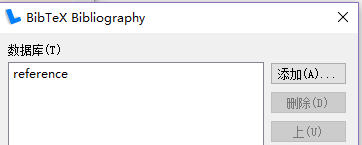 BibTeX Bibliography
数据库(T)
reference
添加(A)...
删除(D)
上(U)